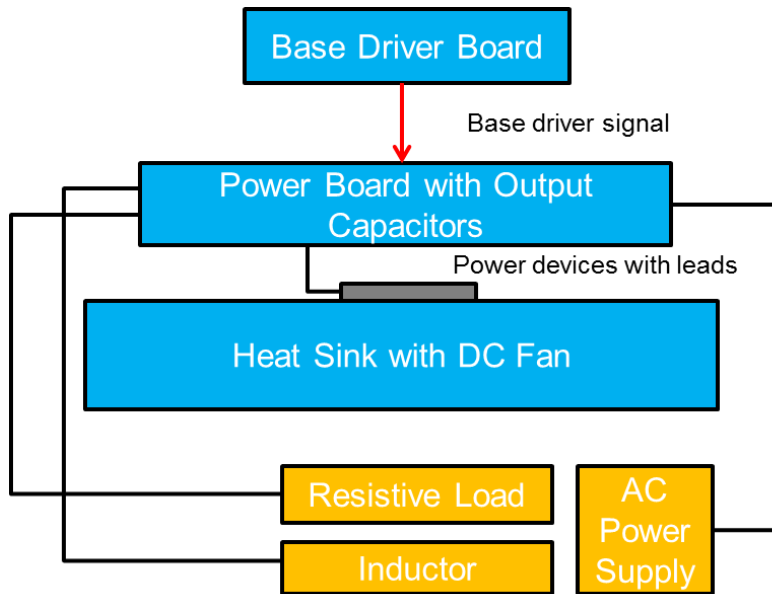 Base Driver Board
Base driver signal
Power Board with Output
Capacitors
Power devices with leads
Heat Sink with DC Fan
Resistive Load
Inductor
AC
Power
Supply